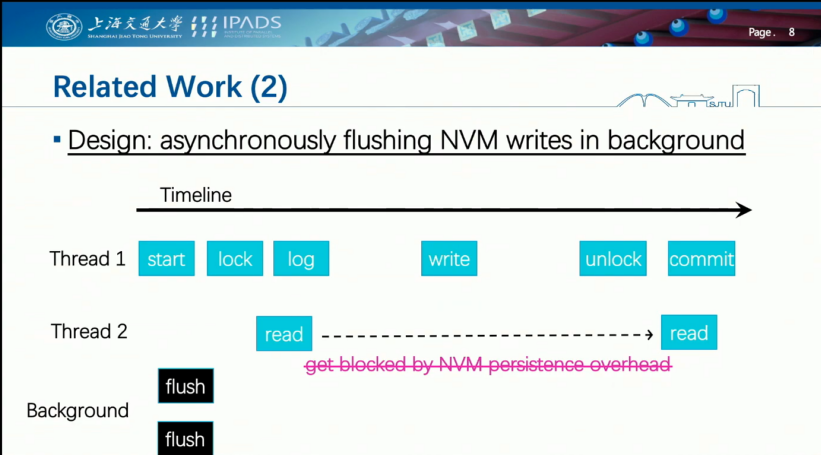 上海交通大学
SHANGHAI JIAO TONG UNIVERSITY
IPADS
Page. 8
Related Work (2)
SJTU
▪ Design: asynchronously flushing NVM writes in background
Timeline
Thread 1 start lock log write unlock commit
Thread 2 read read
get blocked by NVM persistence overhead
flush
Background
flush